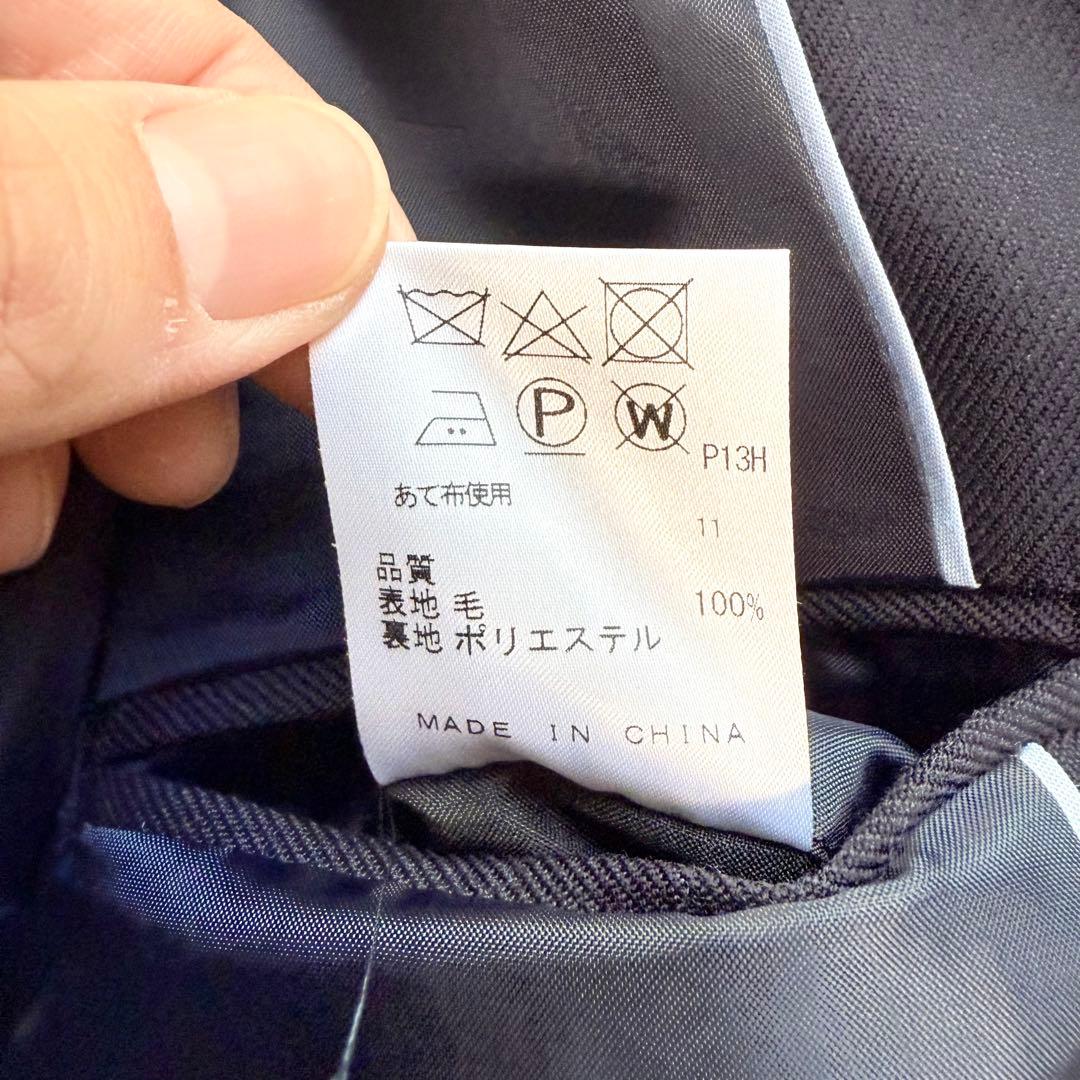 P W
P13H
あて布使用
11
品質
表地 毛 100%
裏地 ポリエステル
MADE IN CHINA